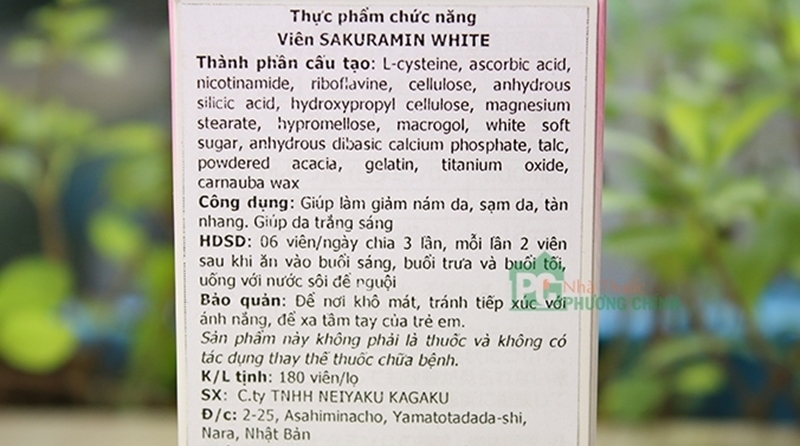 Thực phẩm chức năng
Viên SAKURAMIN WHITE
Thành phần cấu tạo: L-cysteine, ascorbic acid,
nicotinamide, riboflavine, cellulose, anhydrous
silicic acid, hydroxypropyl cellulose, magnesium
stearate, hypromellose, macrogol, white soft
sugar, anhydrous dibasic calcium phosphate, talc,
powdered acacia, gelatin, titanium oxide,
carnauba wax
Công dụng: Giúp làm giảm nám da, sạm da, tàn
nhang. Giúp da trắng sáng
HDSD: 06 viên/ngày chia 3 lần, mỗi lần 2 viên
sau khi ăn vào buổi sáng, buổi trưa và buổi tối,
uống với nước sôi để nguội
Bảo quản: Để nơi khô mát, tránh tiếp xúc với
ánh nắng, để xa tầm tay của trẻ em.
Sản phẩm này không phải là thuốc và không có
tác dụng thay thế thuốc chữa bệnh.
K/L tịnh: 180 viên/lọ
SX: C.ty TNHH NEIYAKU KAGAKU
Đ/c: 2-25, Asahiminacho, Yamatotadada-shi,
Nara, Nhật Bản
PC
Nhà Thuốc
PHƯƠNG CHÍNH